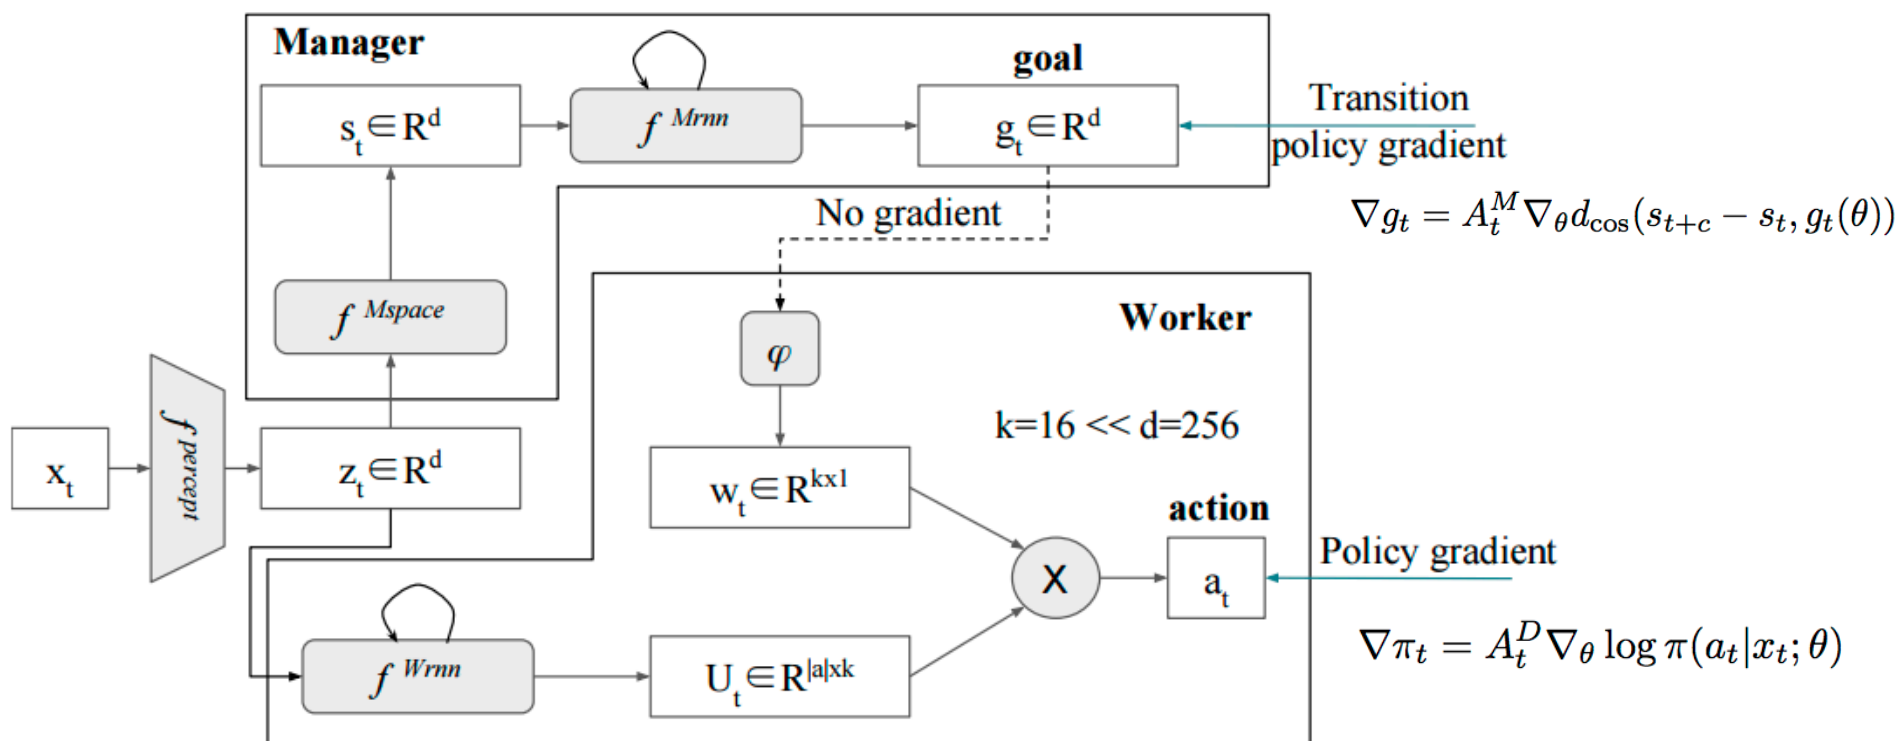 Manager
goal
s_t ∈ R^d
f^Mrnn
g_t ∈ R^d
Transition
policy gradient
∇g_t = A_t^M ∇_θ d_cos(s_{t+c} − s_t, g_t(θ))
No gradient
f^Mspace
φ
Worker
x_t
f^percept
z_t ∈ R^d
k=16 << d=256
w_t ∈ R^kx1
action
X
a_t
Policy gradient
∇π_t = A_t^D ∇_θ log π(a_t|x_t; θ)
f^Wrnn
U_t ∈ R^|a|xk